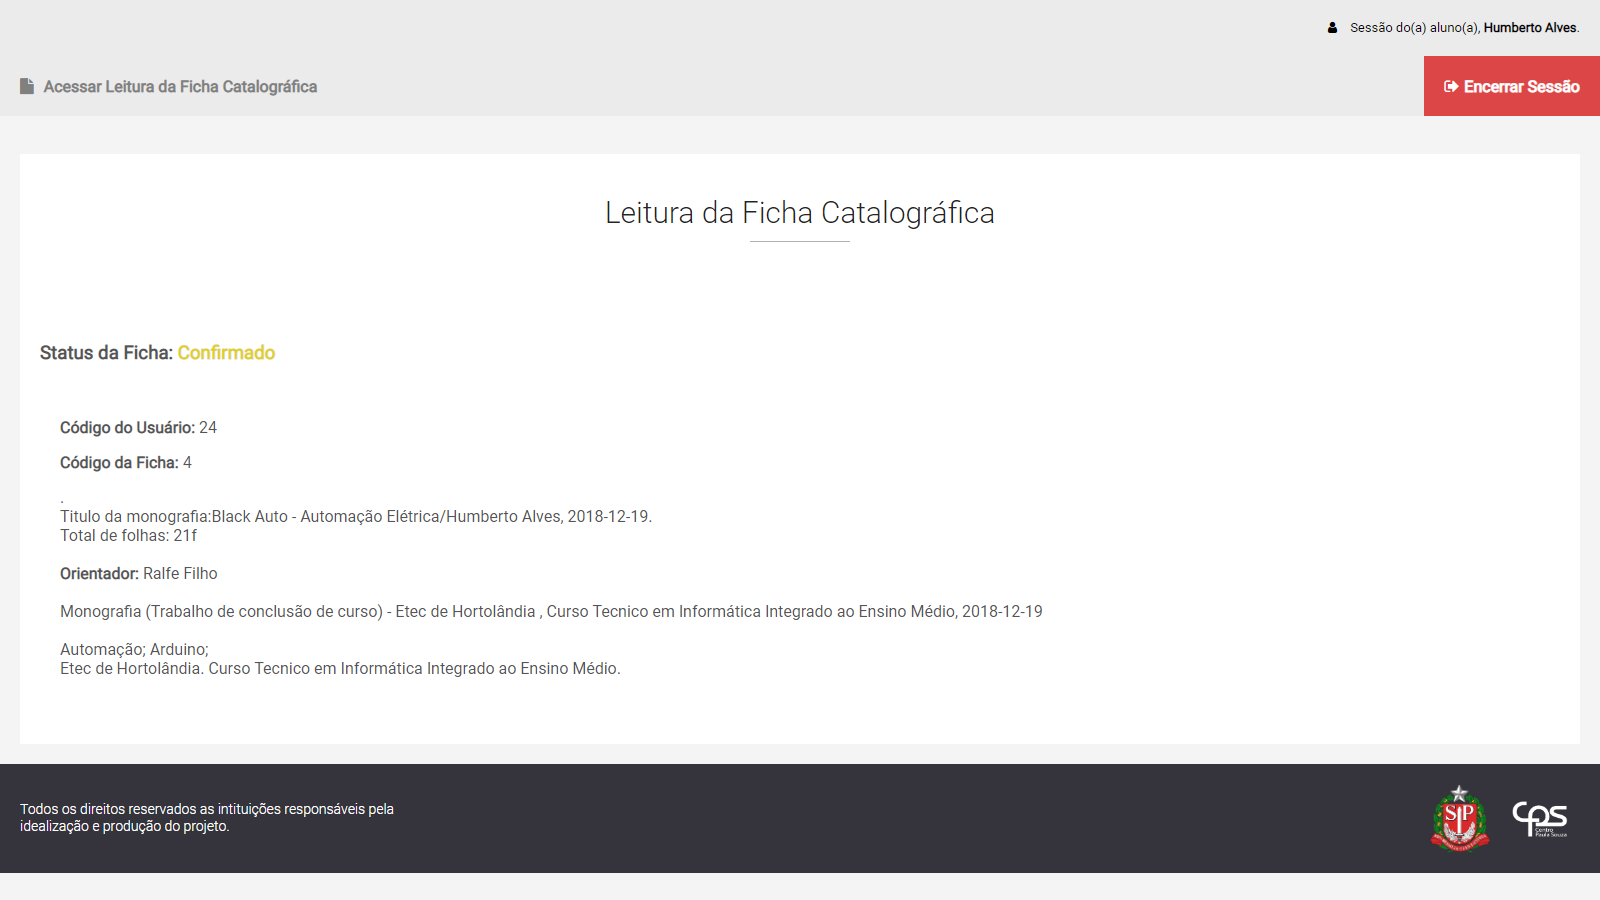 Sessão do(a) aluno(a), Humberto Alves.
Acessar Leitura da Ficha Catalográfica
Encerrar Sessão
Leitura da Ficha Catalográfica
Status da Ficha: Confirmado
Código do Usuário: 24
Código da Ficha: 4
.
Titulo da monografia:Black Auto - Automação Elétrica/Humberto Alves, 2018-12-19.
Total de folhas: 21f
Orientador: Ralfe Filho
Monografia (Trabalho de conclusão de curso) - Etec de Hortolândia , Curso Tecnico em Informática Integrado ao Ensino Médio, 2018-12-19
Automação; Arduino;
Etec de Hortolândia. Curso Tecnico em Informática Integrado ao Ensino Médio.
Todos os direitos reservados as intituições responsáveis pela
idealização e produção do projeto.
SP
cps
Centro
Paula Souza